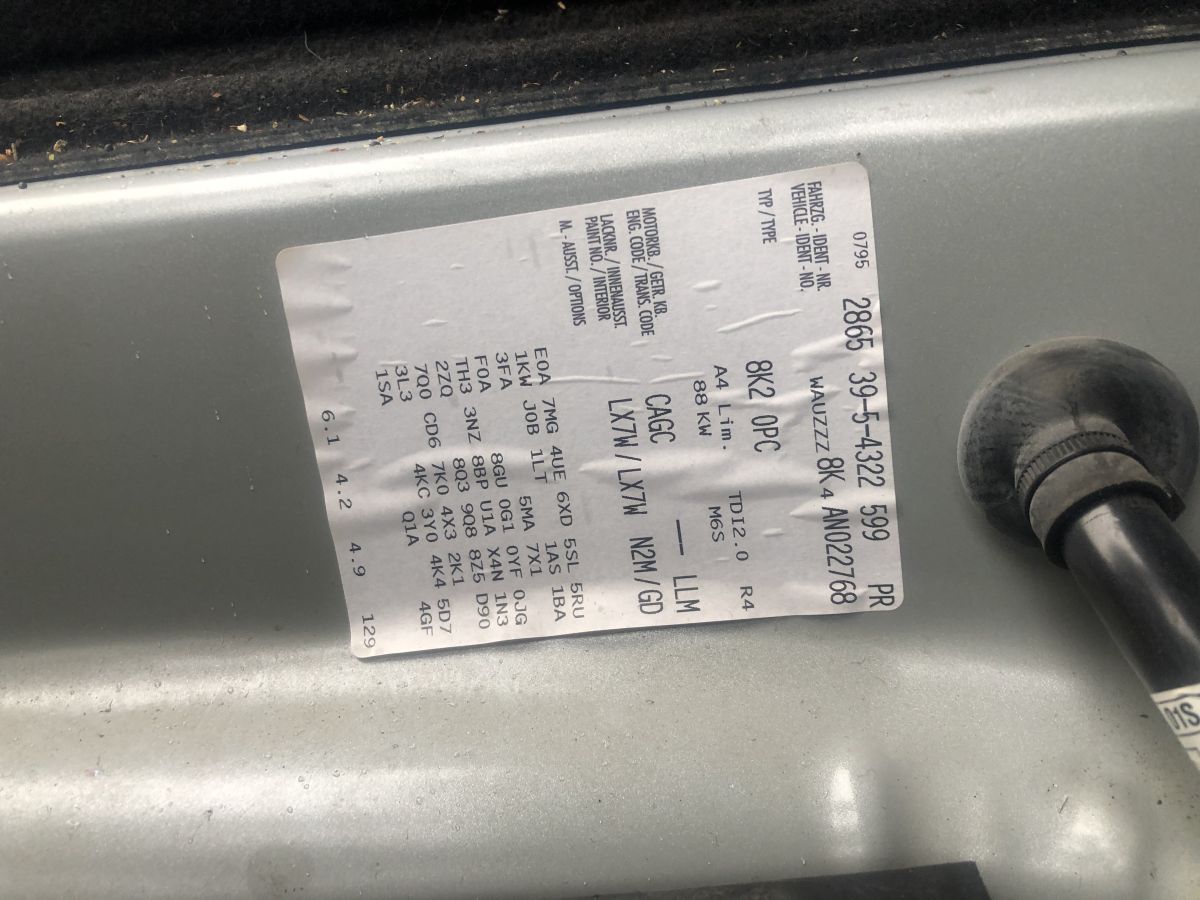 0795 2865 39-5-4322 599 PR
FAHRZG. - IDENT - NR.
VEHICLE - IDENT - NO. WAUZZZ 8K4 AN022768
TYP / TYPE 8K2 0PC
A4 Lim. TDI2.0 R4
88 KW M6S
MOTORKB. / GETR. KB.
ENG. CODE / TRANS. CODE CAGC — LLM
LACKNR. / INNENAUSST.
PAINT NO. / INTERIOR LX7W / LX7W N2M / GD
M. - AUSST. / OPTIONS
E0A 7MG 4UE 6XD 5SL 5RU
1KW J0B 1LT 1AS 1BA
3FA 5MA 7X1
F0A 8GU 0G1 0YF 0JG
TH3 3NZ 8BP U1A X4N 1N3
2ZQ 8Q3 9Q8 8Z5 D90
7Q0 CD6 7K0 4X3 2K1
3L3 4KC 3Y0 4K4 5D7
1SA Q1A 4GF
6.1 4.2 4.9 129
01S